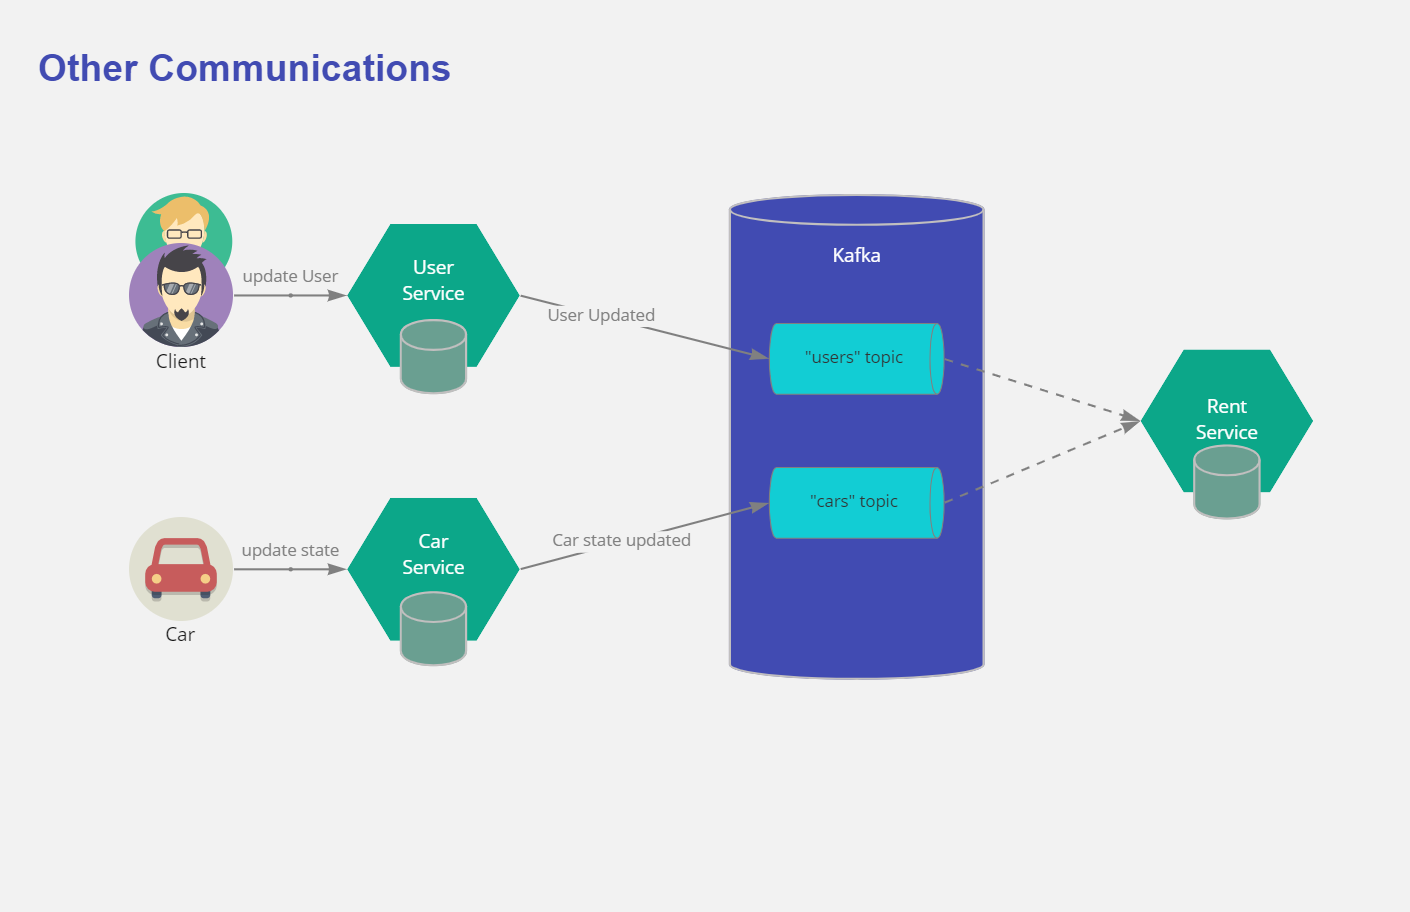 Other Communications
Client
update User
User
Service
User Updated
Kafka
"users" topic
Rent
Service
"cars" topic
Car state updated
Car
Service
update state
Car